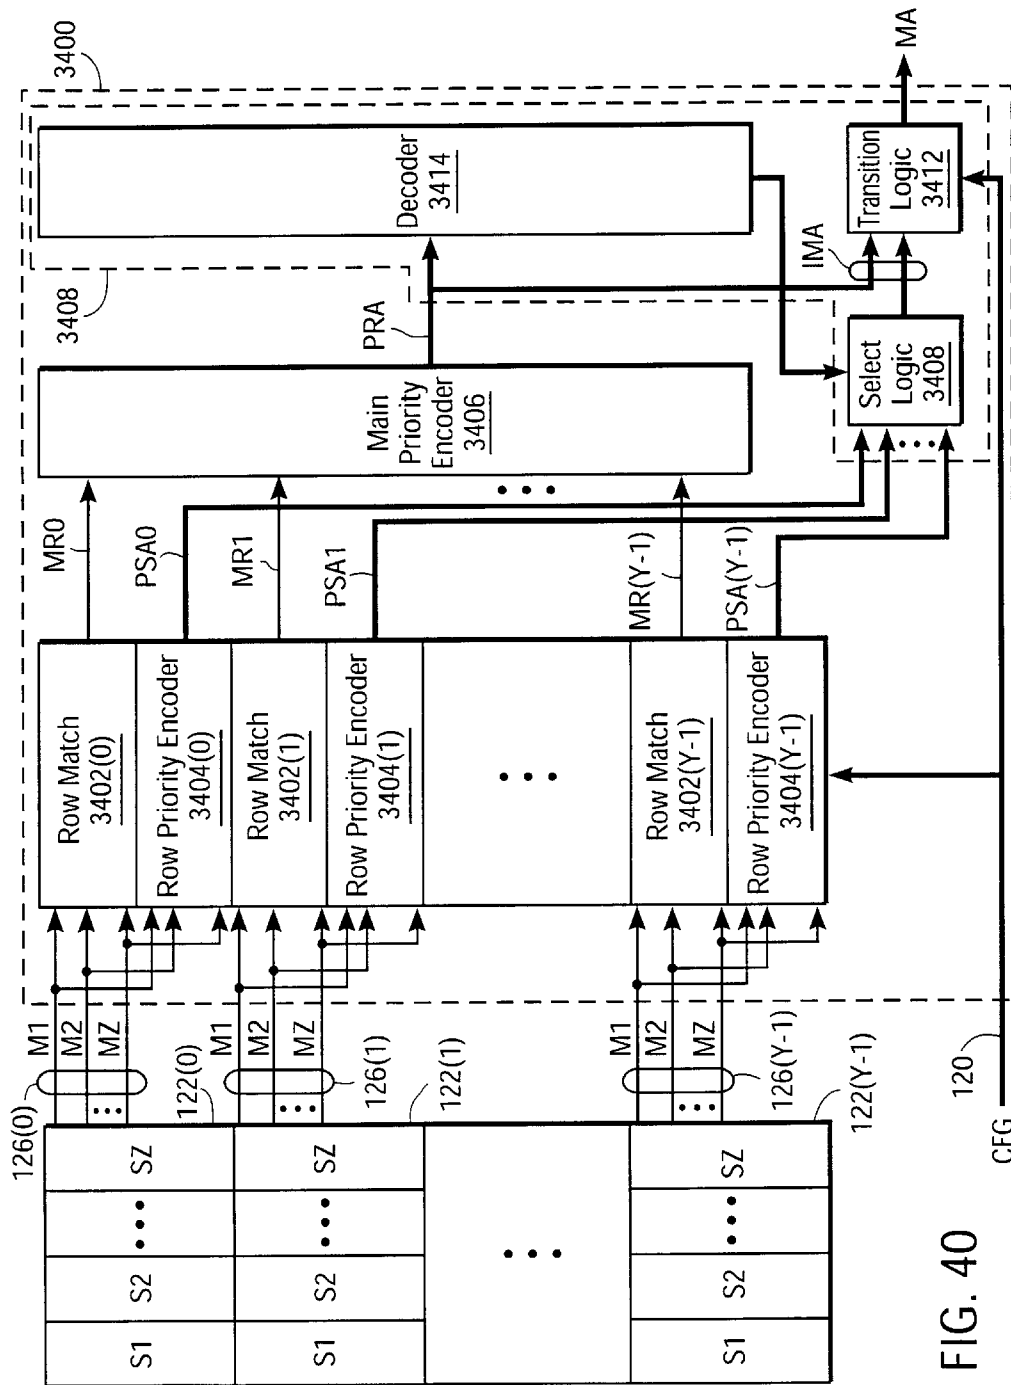 3400
3408
Decoder
3414
Transition
Logic
3412
MA
IMA
PRA
Main
Priority
Encoder
3406
Select
Logic
3408
MR0
PSA0
MR1
PSA1
MR(Y-1)
PSA(Y-1)
Row Match
3402(0)
Row Priority Encoder
3404(0)
Row Match
3402(1)
Row Priority Encoder
3404(1)
Row Match
3402(Y-1)
Row Priority Encoder
3404(Y-1)
M1
M2
MZ
M1
M2
MZ
M1
M2
MZ
126(0)
122(0)
126(1)
122(1)
126(Y-1)
122(Y-1)
120
CFG
S1
S2
SZ
S1
S2
SZ
S1
S2
SZ
FIG. 40